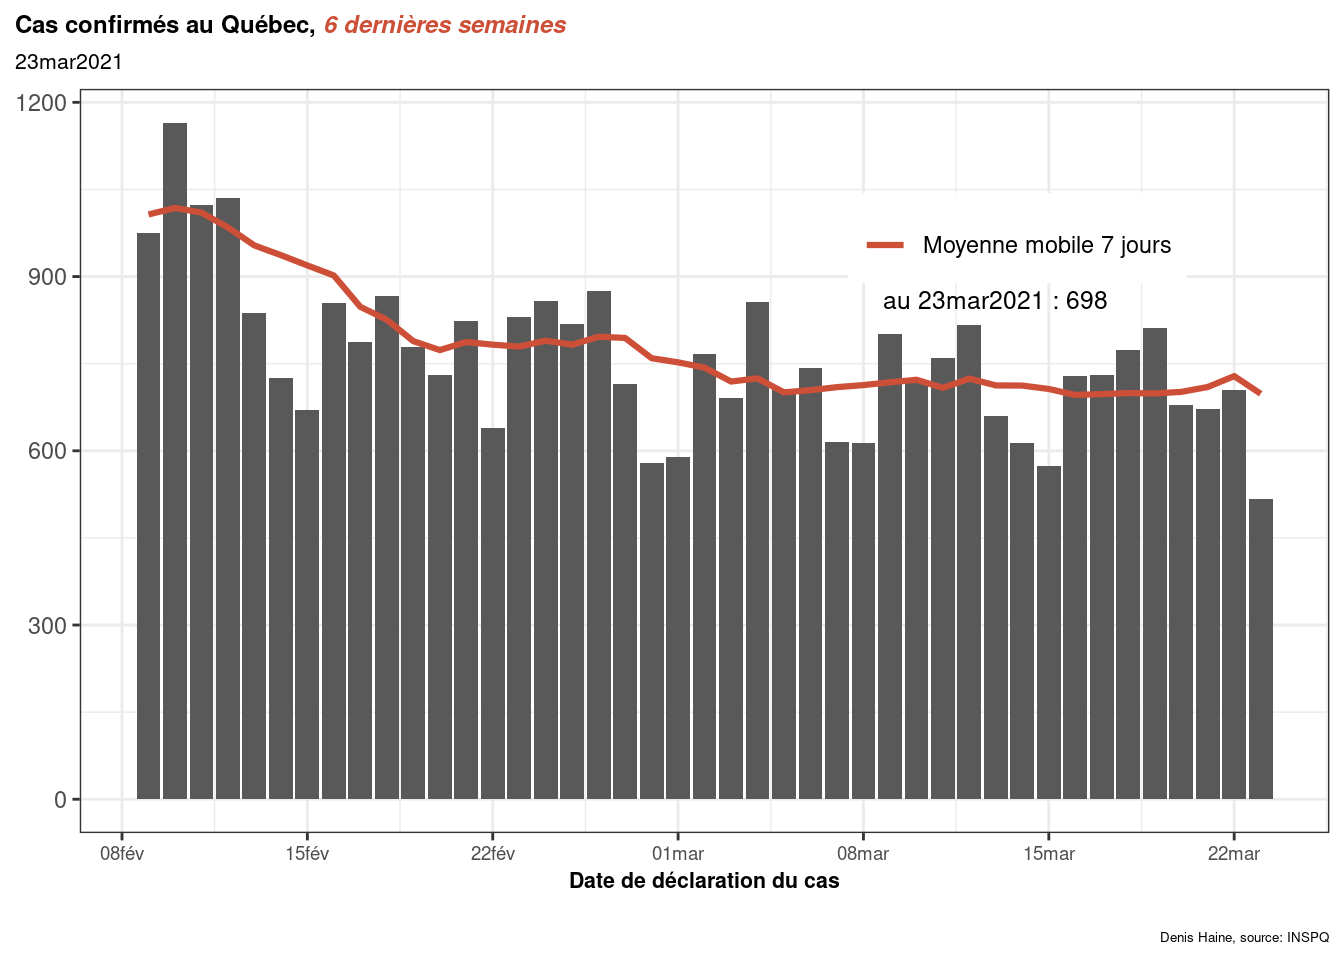 Cas confirmés au Québec, 6 dernières semaines
23mar2021
1200
900
600
300
0
Moyenne mobile 7 jours
au 23mar2021 : 698
08fév 15fév 22fév 01mar 08mar 15mar 22mar
Date de déclaration du cas
Denis Haine, source: INSPQ